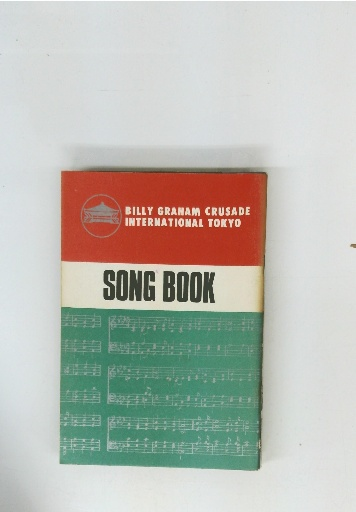 BILLY GRAHAM CRUSADE
INTERNATIONAL TOKYO
SONG BOOK